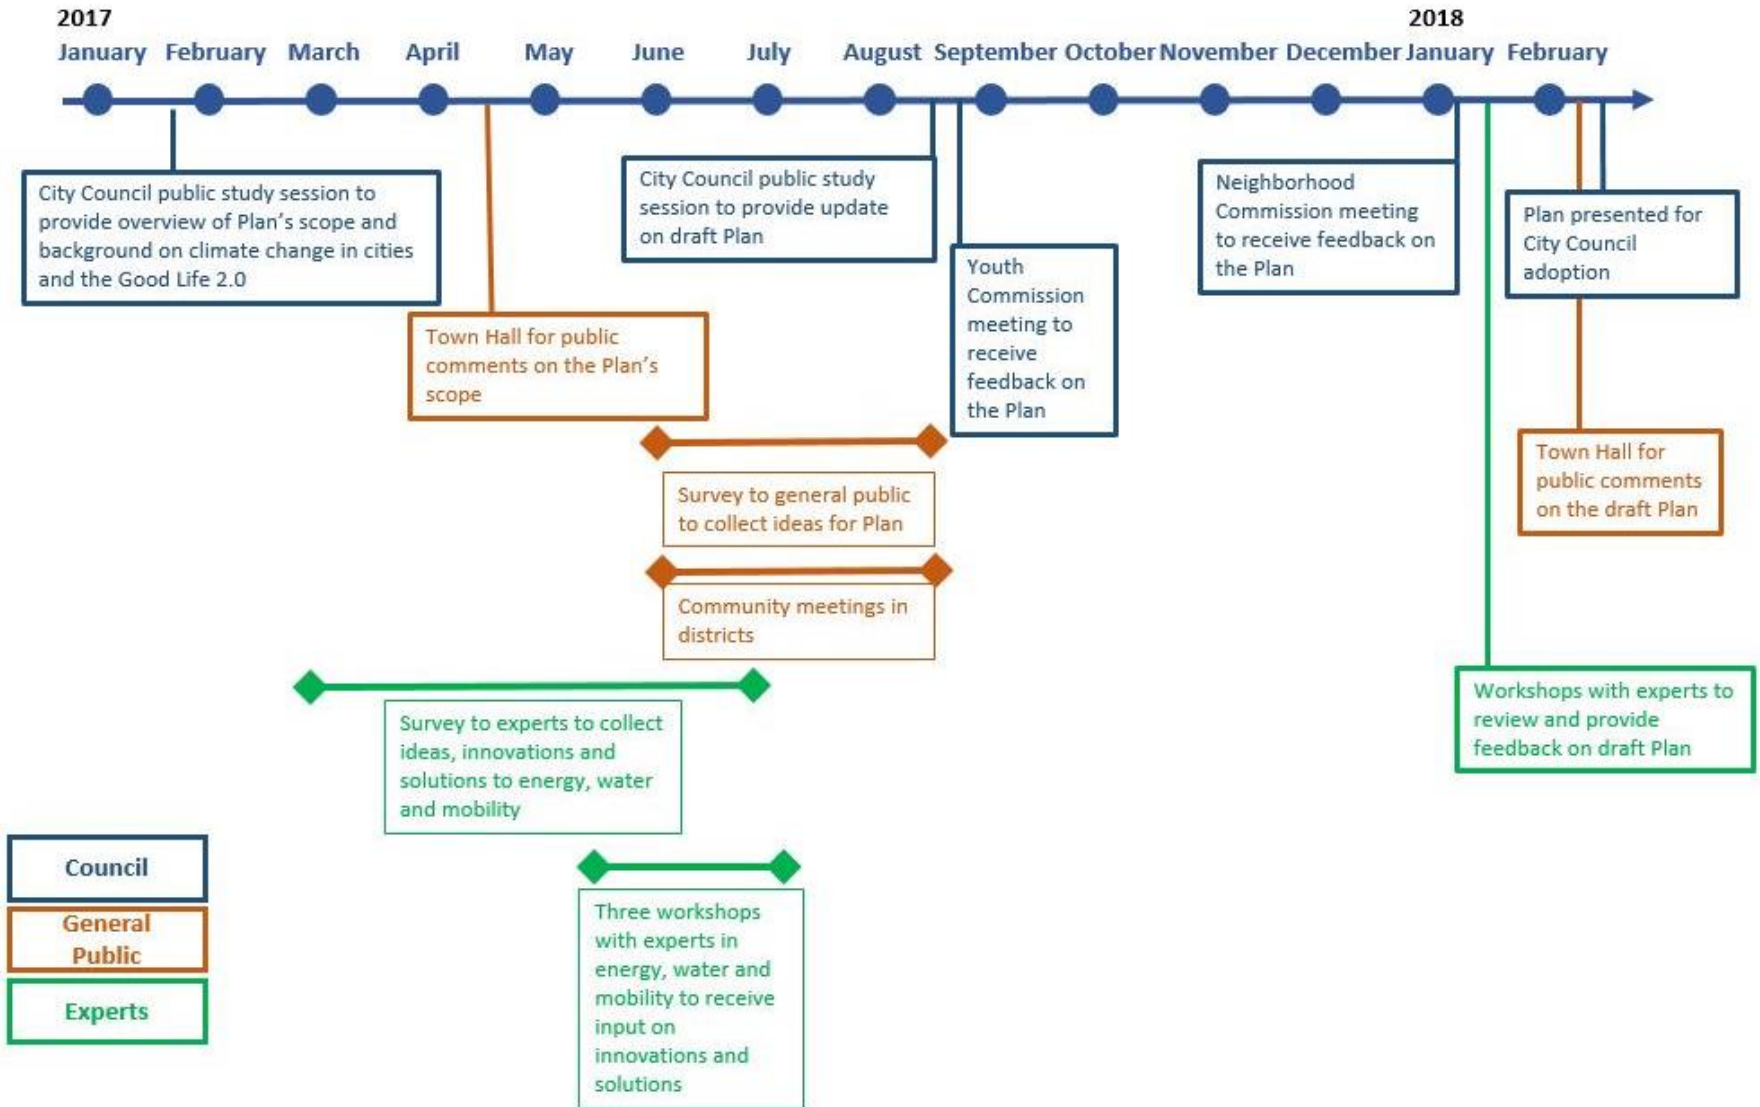 2017
2018
January February March April May June July August September October November December January February
City Council public study session to
provide overview of Plan's scope and
background on climate change in cities
and the Good Life 2.0
City Council public study
session to provide update
on draft Plan
Neighborhood
Commission meeting
to receive feedback on
the Plan
Plan presented for
City Council
adoption
Youth
Commission
meeting to
receive
feedback on
the Plan
Town Hall for public
comments on the Plan's
scope
Town Hall for
public comments
on the draft Plan
Survey to general public
to collect ideas for Plan
Community meetings in
districts
Workshops with experts to
review and provide
feedback on draft Plan
Survey to experts to collect
ideas, innovations and
solutions to energy, water
and mobility
Three workshops
with experts in
energy, water and
mobility to receive
input on
innovations and
solutions
Council
General
Public
Experts